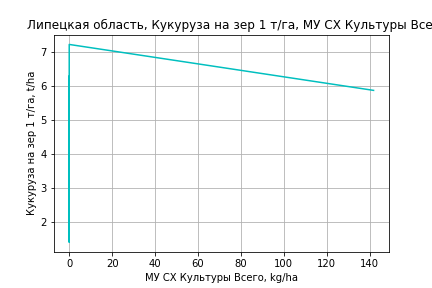 Липецкая область, Кукуруза на зер 1 т/га, МУ СХ Культуры Все
7
6
5
4
3
2
Кукуруза на зер 1 т/га, t/ha
0 20 40 60 80 100 120 140
МУ СХ Культуры Всего, kg/ha